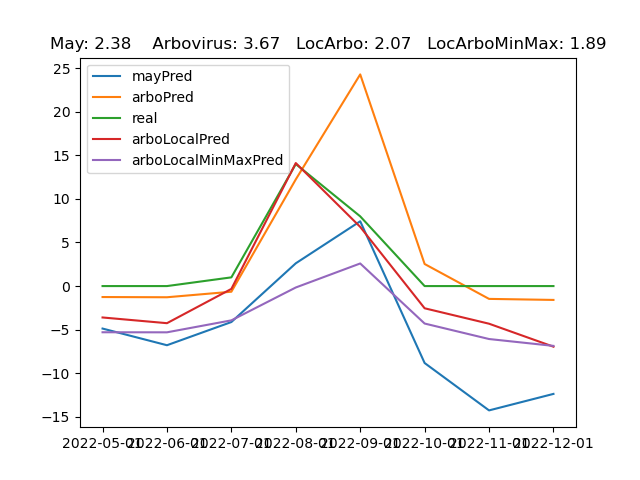 May: 2.38    Arbovirus: 3.67   LocArbo: 2.07   LocArboMinMax: 1.89
mayPred
arboPred
real
arboLocalPred
arboLocalMinMaxPred
25
20
15
10
5
0
−5
−10
−15
2022-05-01 2022-06-01 2022-07-01 2022-08-01 2022-09-01 2022-10-01 2022-11-01 2022-12-01